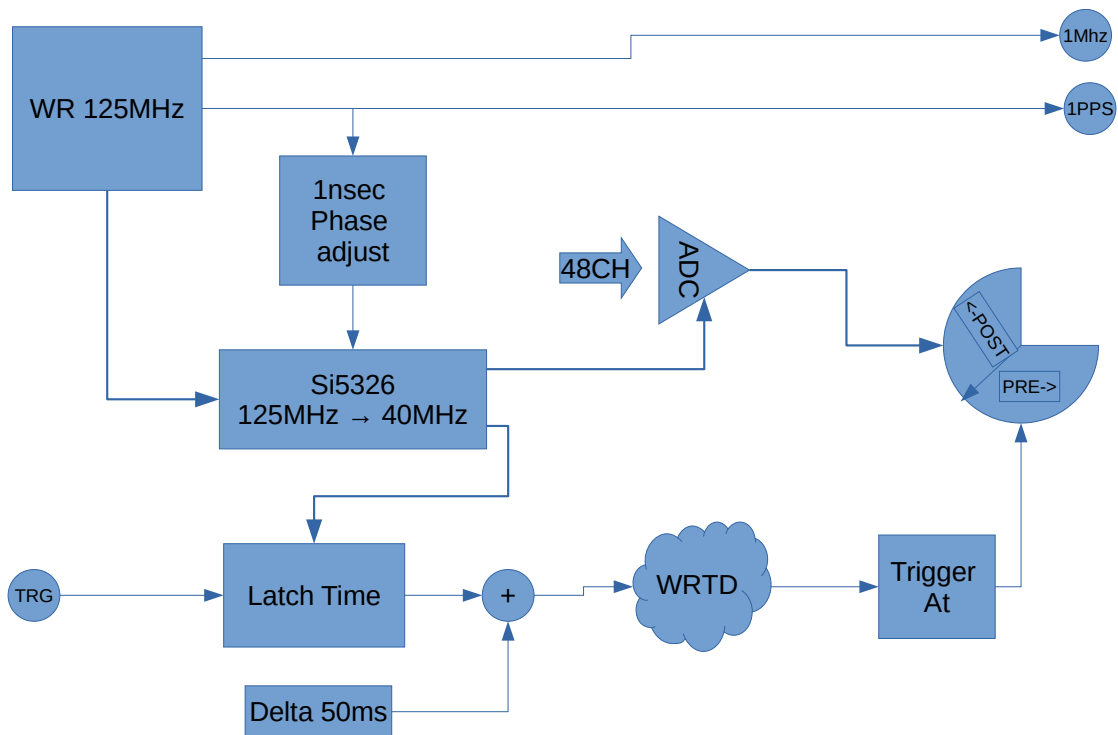 1Mhz
WR 125MHz
1PPS
1nsec
Phase
adjust
48CH
ADC
<-POST
PRE->
Si5326
125MHz → 40MHz
TRG
Latch Time
+
WRTD
Trigger
At
Delta 50ms